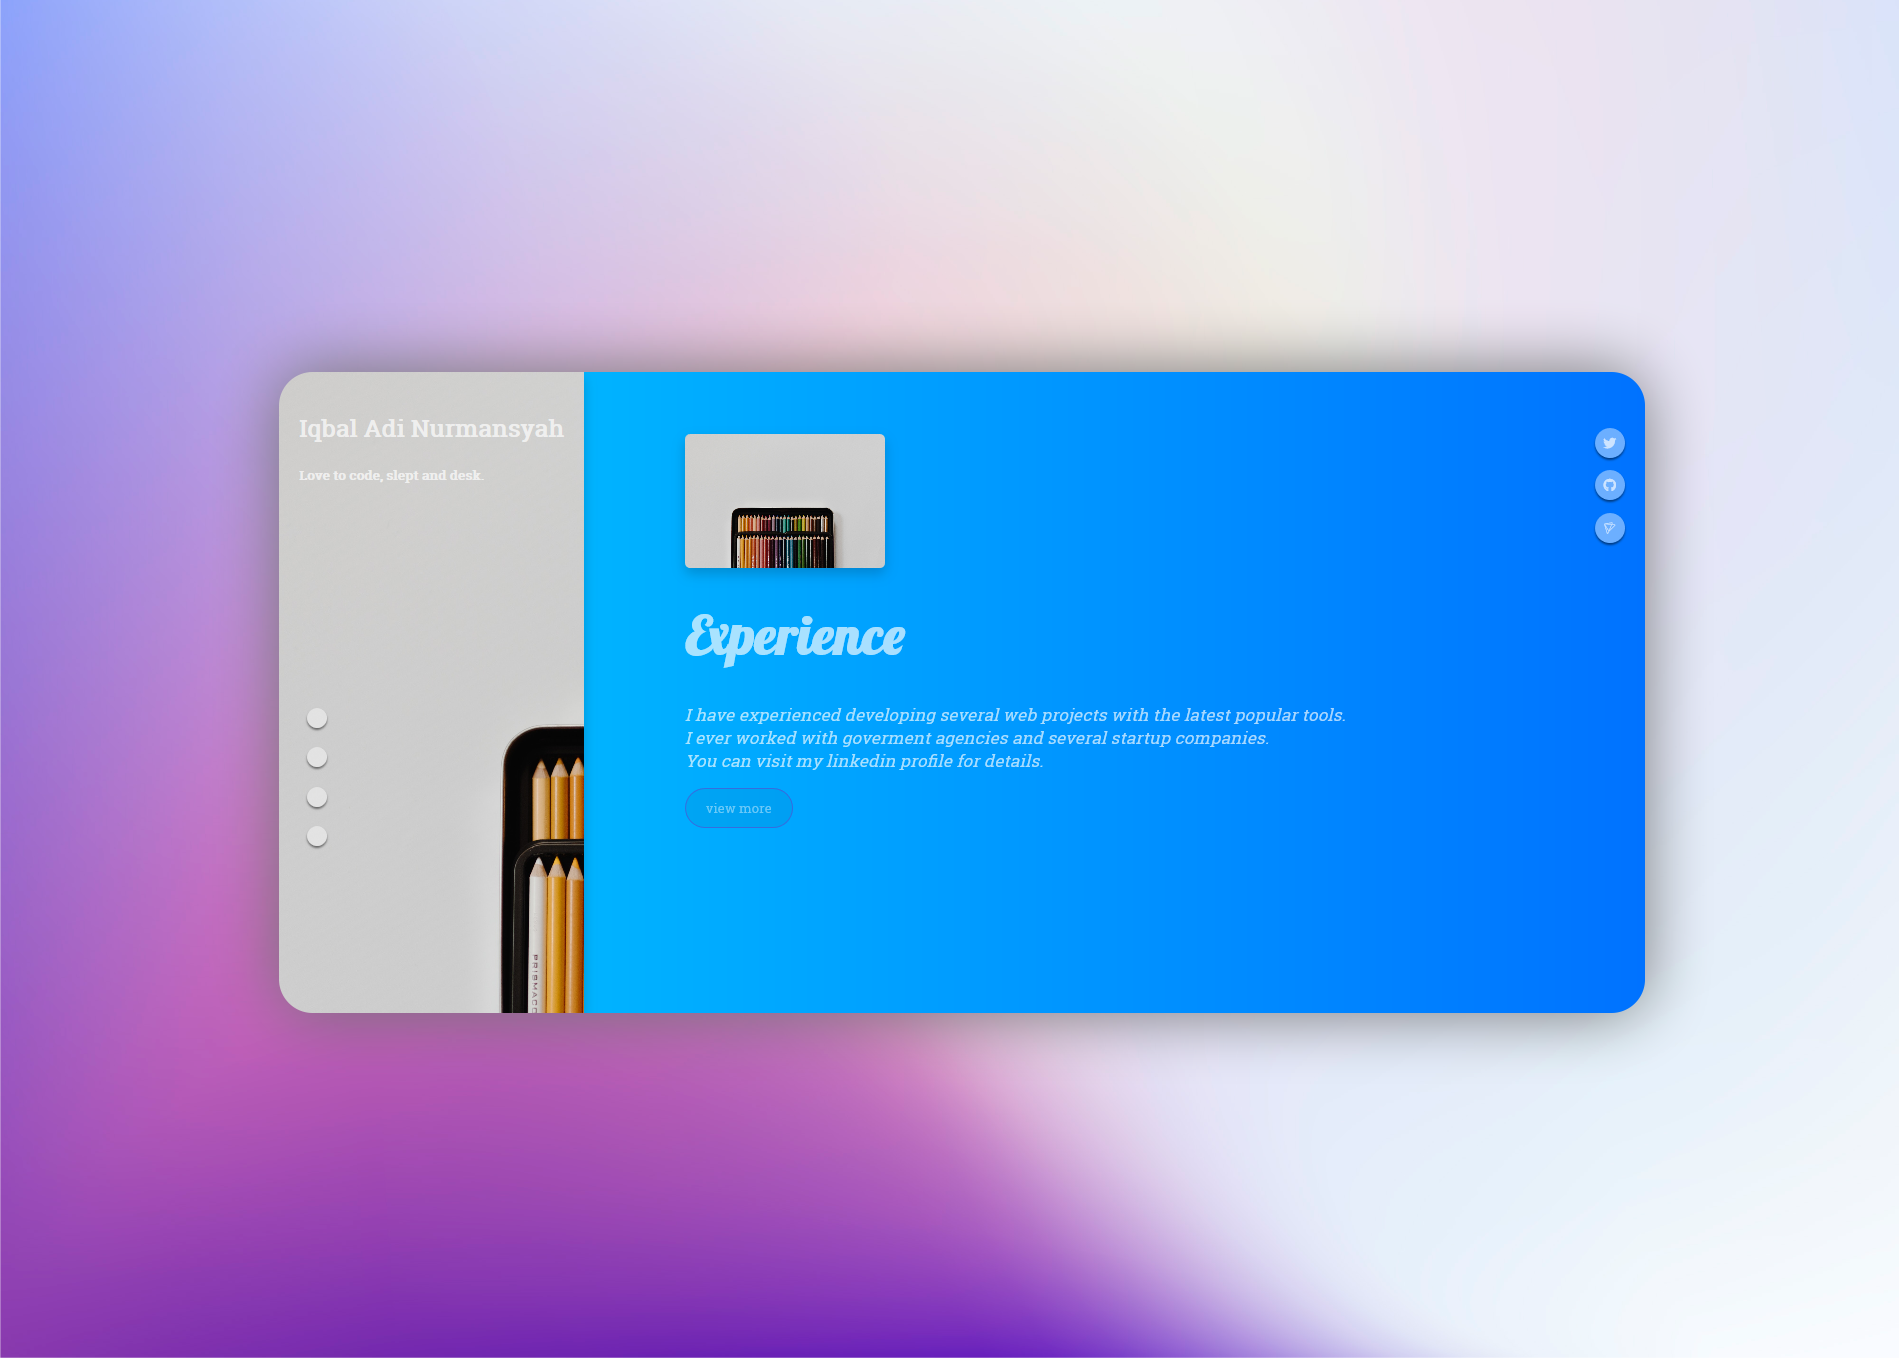 Iqbal Adi Nurmansyah
Love to code, slept and desk.
Experience
I have experienced developing several web projects with the latest popular tools.
I ever worked with goverment agencies and several startup companies.
You can visit my linkedin profile for details.
view more
PRISMACO